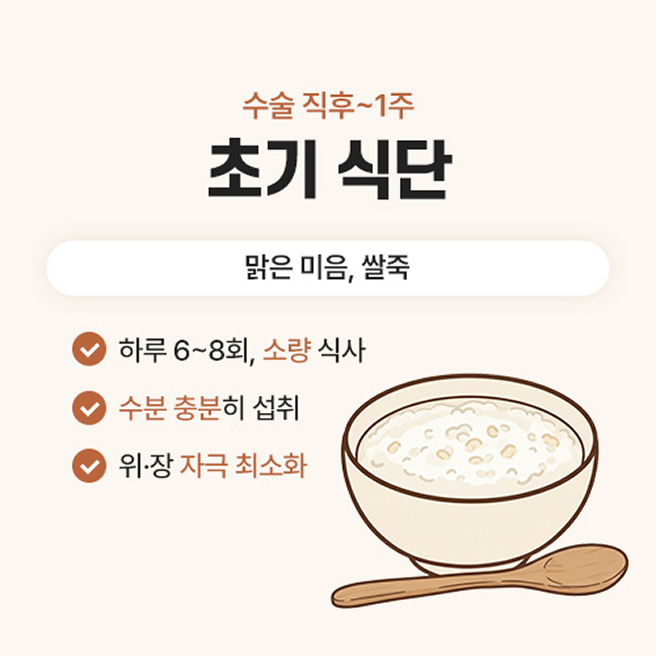 수술 직후~1주
초기 식단
맑은 미음, 쌀죽
하루 6~8회, 소량 식사
수분 충분히 섭취
위·장 자극 최소화